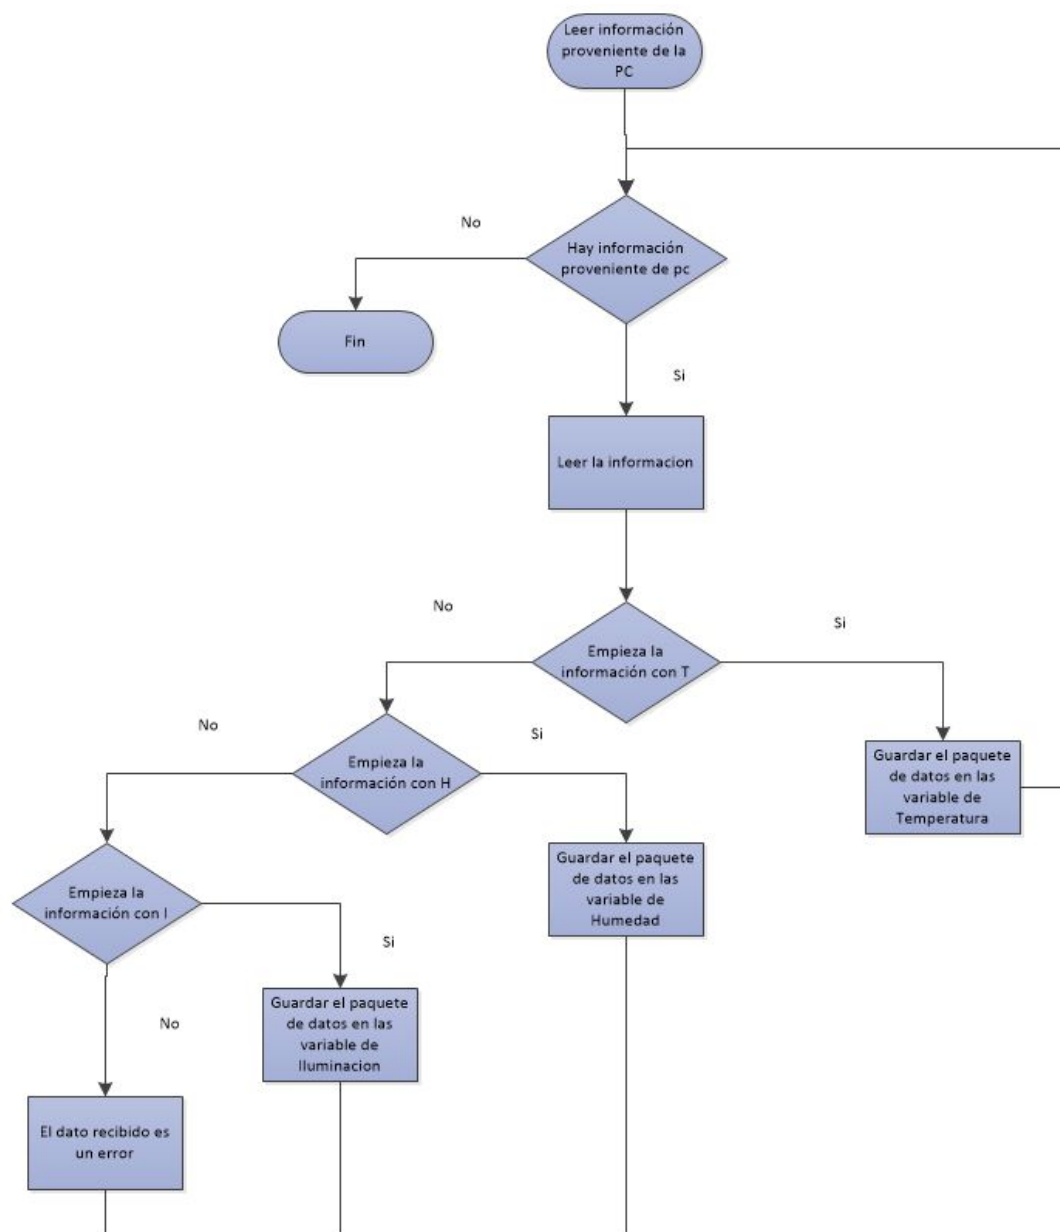 Leer información
proveniente de la
PC
No
Hay información
proveniente de pc
Fin
Si
Leer la informacion
No
Si
Empieza la
información con T
No
Si
Empieza la
información con H
Guardar el paquete
de datos en las
variable de
Temperatura
Guardar el paquete
de datos en las
variable de
Humedad
Empieza la
información con I
Si
No
Guardar el paquete
de datos en las
variable de
Iluminacion
El dato recibido es
un error